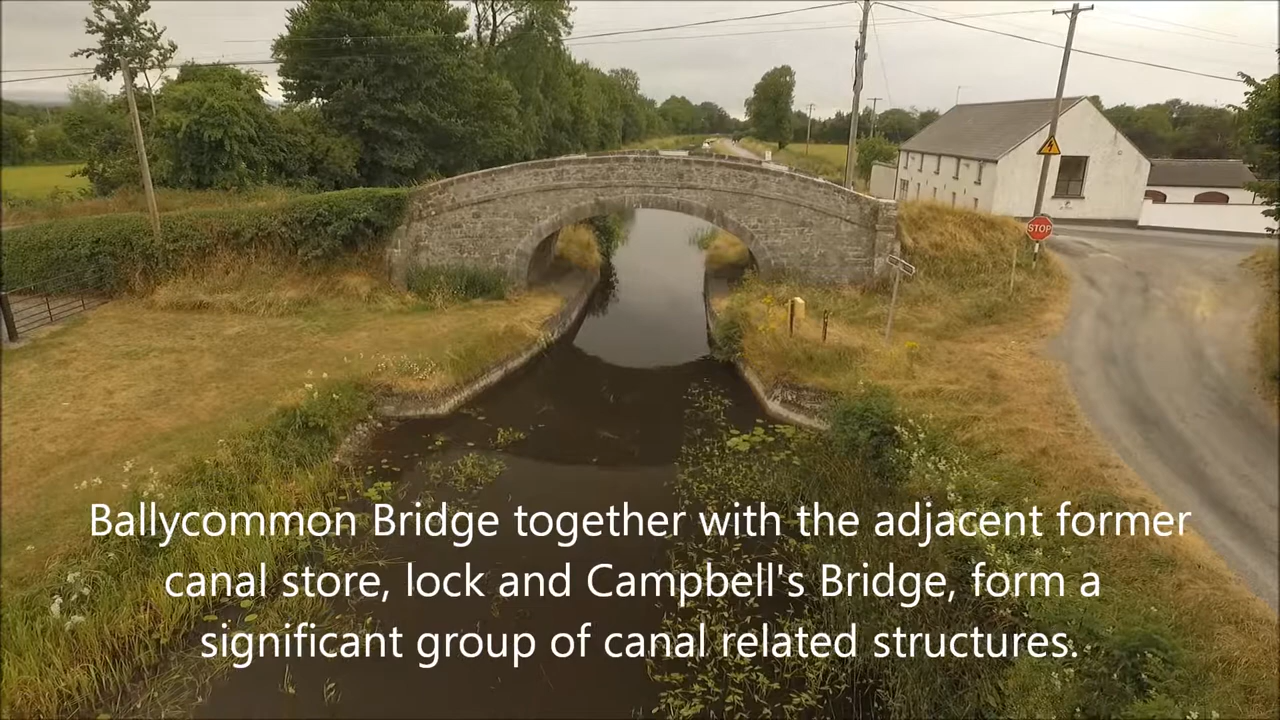 STOP
Ballycommon Bridge together with the adjacent former
canal store, lock and Campbell's Bridge, form a
significant group of canal related structures.